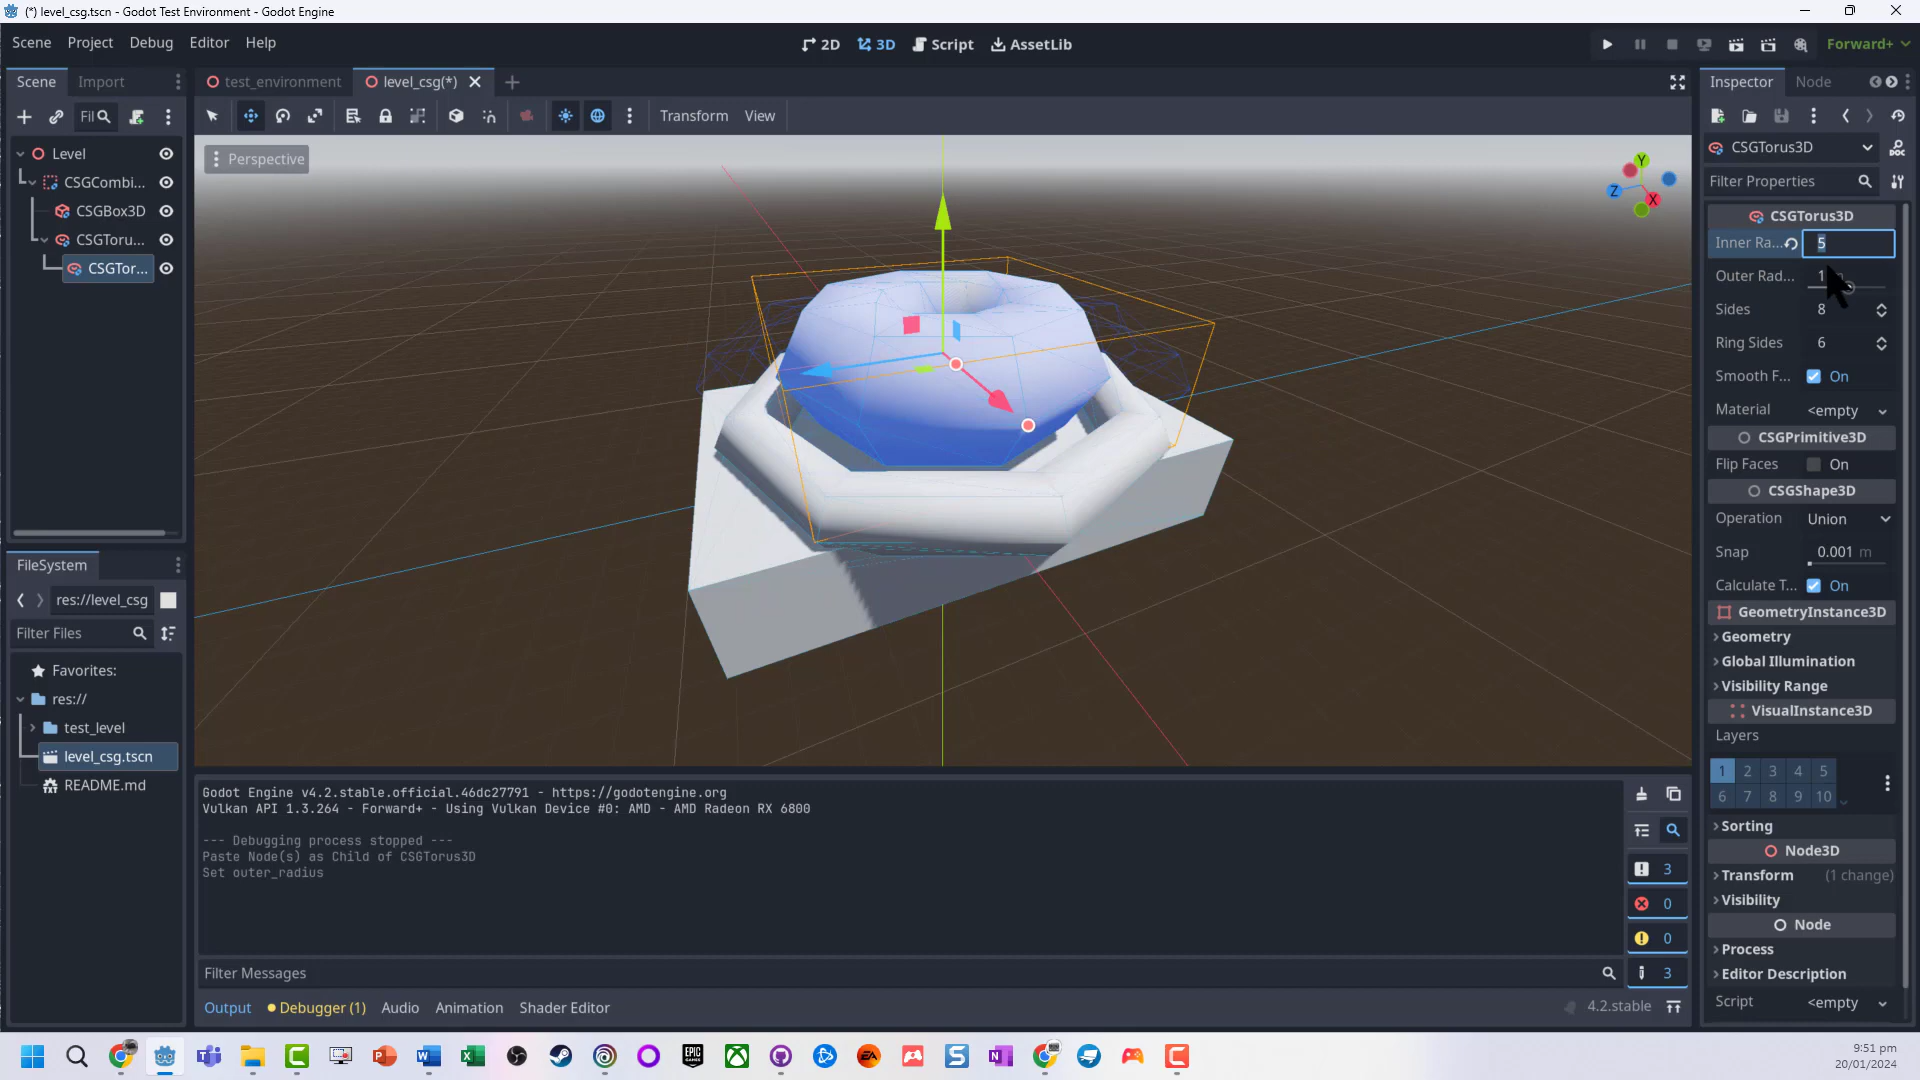 (*) level_csg.tscn - Godot Test Environment - Godot Engine
Scene Project Debug Editor Help
2D 3D Script AssetLib
Forward+
Scene Import
test_environment level_csg(*)
Inspector Node
Fil
Transform View
CSGTorus3D
Filter Properties
Level
CSGCombi...
CSGBox3D
CSGToru...
CSGTor...
Perspective
Y
Z
X
CSGTorus3D
Inner Ra... 5
Outer Rad... 1
Sides 8
Ring Sides 6
Smooth F... On
Material <empty
CSGPrimitive3D
Flip Faces On
CSGShape3D
Operation Union
Snap 0.001 m
Calculate T... On
GeometryInstance3D
Geometry
Global Illumination
Visibility Range
VisualInstance3D
Layers
1 2 3 4 5
6 7 8 9 10
Sorting
Node3D
Transform (1 change)
Visibility
Node
Process
Editor Description
Script <empty
FileSystem
res://level_csg
Filter Files
Favorites:
res://
test_level
level_csg.tscn
README.md
Godot Engine v4.2.stable.official.46dc27791 - https://godotengine.org
Vulkan API 1.3.264 - Forward+ - Using Vulkan Device #0: AMD - AMD Radeon RX 6800
--- Debugging process stopped ---
Paste Node(s) as Child of CSGTorus3D
Set outer_radius
3
0
0
3
Filter Messages
Output Debugger (1) Audio Animation Shader Editor
4.2.stable
9:51 pm
20/01/2024